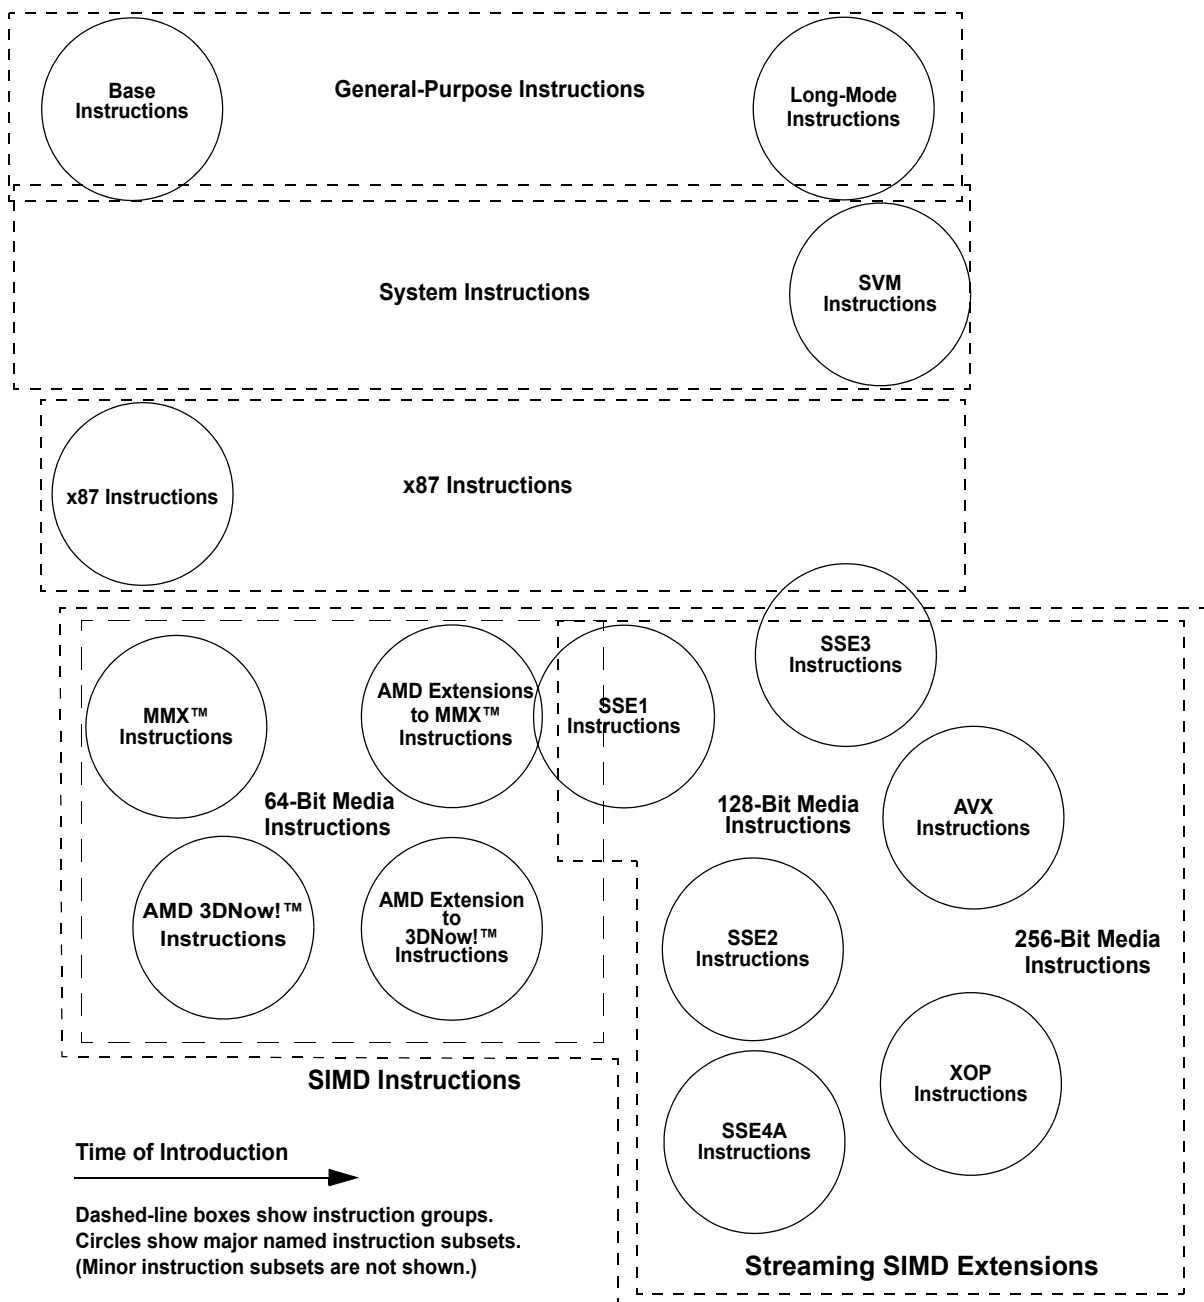 Base
Instructions
General-Purpose Instructions
Long-Mode
Instructions
System Instructions
SVM
Instructions
x87 Instructions
x87 Instructions
SSE3
Instructions
MMX™
Instructions
AMD Extensions
to MMX™
Instructions
SSE1
Instructions
64-Bit Media
Instructions
128-Bit Media
Instructions
AVX
Instructions
AMD 3DNow!™
Instructions
AMD Extension
to
3DNow!™
Instructions
SSE2
Instructions
256-Bit Media
Instructions
SIMD Instructions
XOP
Instructions
SSE4A
Instructions
Time of Introduction
Dashed-line boxes show instruction groups.
Circles show major named instruction subsets.
(Minor instruction subsets are not shown.)
Streaming SIMD Extensions